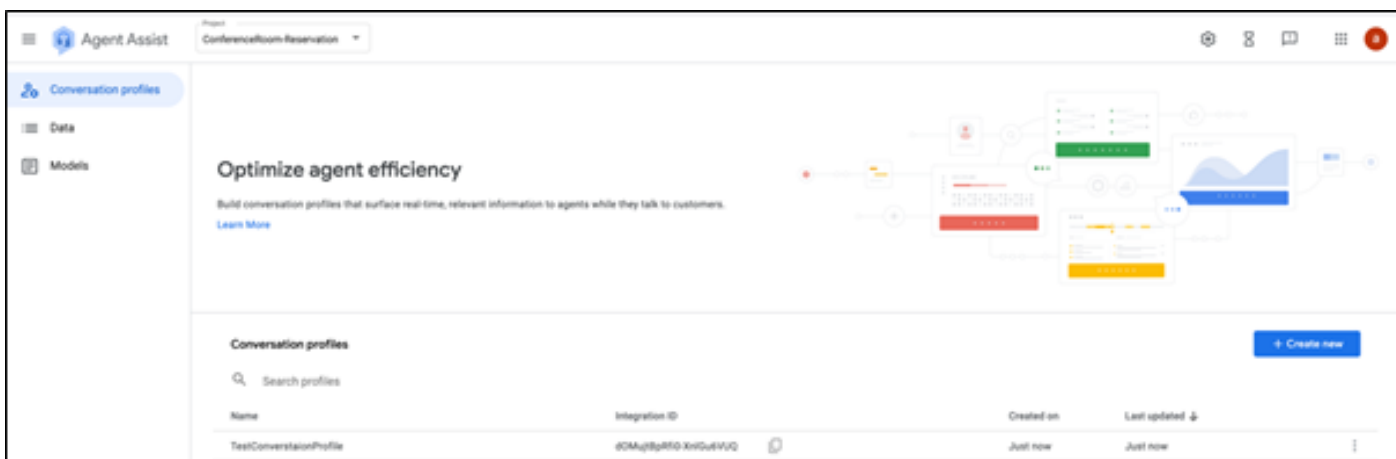 Project
Agent Assist
ConferenceRoom-Reservation
a
Conversation profiles
Data
Models
Optimize agent efficiency
Build conversation profiles that surface real-time, relevant information to agents while they talk to customers.
Learn More
Conversation profiles
+ Create new
Search profiles
Name Integration ID Created on Last updated
TestConverstaionProfile Just now Just now